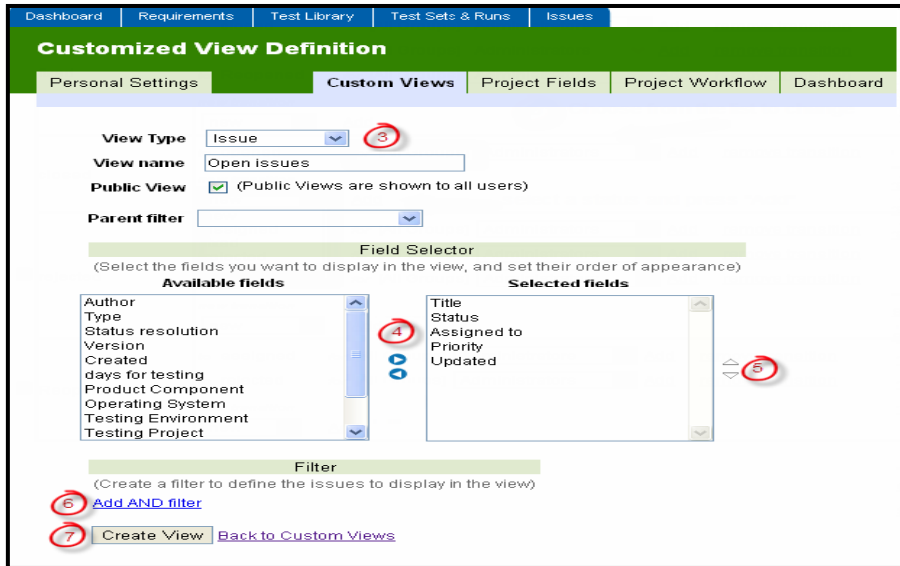 Dashboard Requirements Test Library Test Sets & Runs Issues
Customized View Definition
Personal Settings Custom Views Project Fields Project Workflow Dashboard
View Type Issue 3
View name Open issues
Public View (Public Views are shown to all users)
Parent filter
Field Selector
(Select the fields you want to display in the view, and set their order of appearance)
Available fields Selected fields
Author Title
Type Status
Status resolution 4 Assigned to
Version Priority
Created Updated
days for testing 5
Product Component
Operating System
Testing Environment
Testing Project
Filter
(Create a filter to define the issues to display in the view)
6 Add AND filter
7 Create View Back to Custom Views